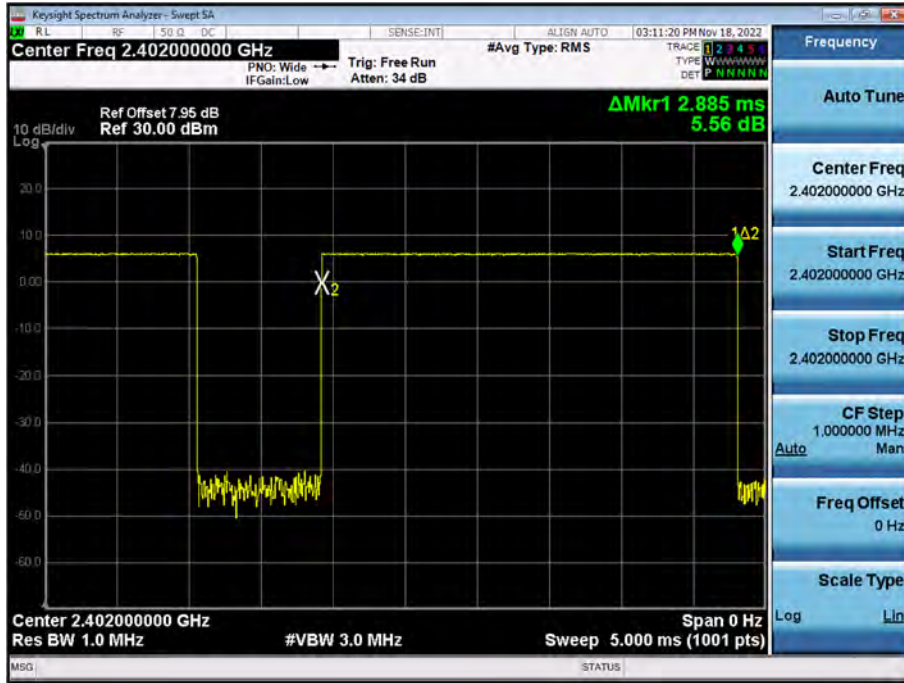 Keysight Spectrum Analyzer - Swept SA
RL RF 50 Ω DC SENSE:INT ALIGN AUTO 03:11:20 PM Nov 18, 2022
Center Freq 2.402000000 GHz
PNO: Wide
IFGain:Low
Trig: Free Run
Atten: 34 dB
#Avg Type: RMS
TRACE 1 2 3 4 5 6
TYPE W
DET P N N N N N
ΔMkr1 2.885 ms
5.56 dB
Ref Offset 7.95 dB
10 dB/div Ref 30.00 dBm
Log
20.0
10.0
0.00
-10.0
-20.0
-30.0
-40.0
-50.0
-60.0
1Δ2
2
Center 2.402000000 GHz Span 0 Hz
Res BW 1.0 MHz #VBW 3.0 MHz Sweep 5.000 ms (1001 pts)
MSG STATUS
Frequency
Auto Tune
Center Freq
2.402000000 GHz
Start Freq
2.402000000 GHz
Stop Freq
2.402000000 GHz
CF Step
1.000000 MHz
Auto Man
Freq Offset
0 Hz
Scale Type
Log Lin